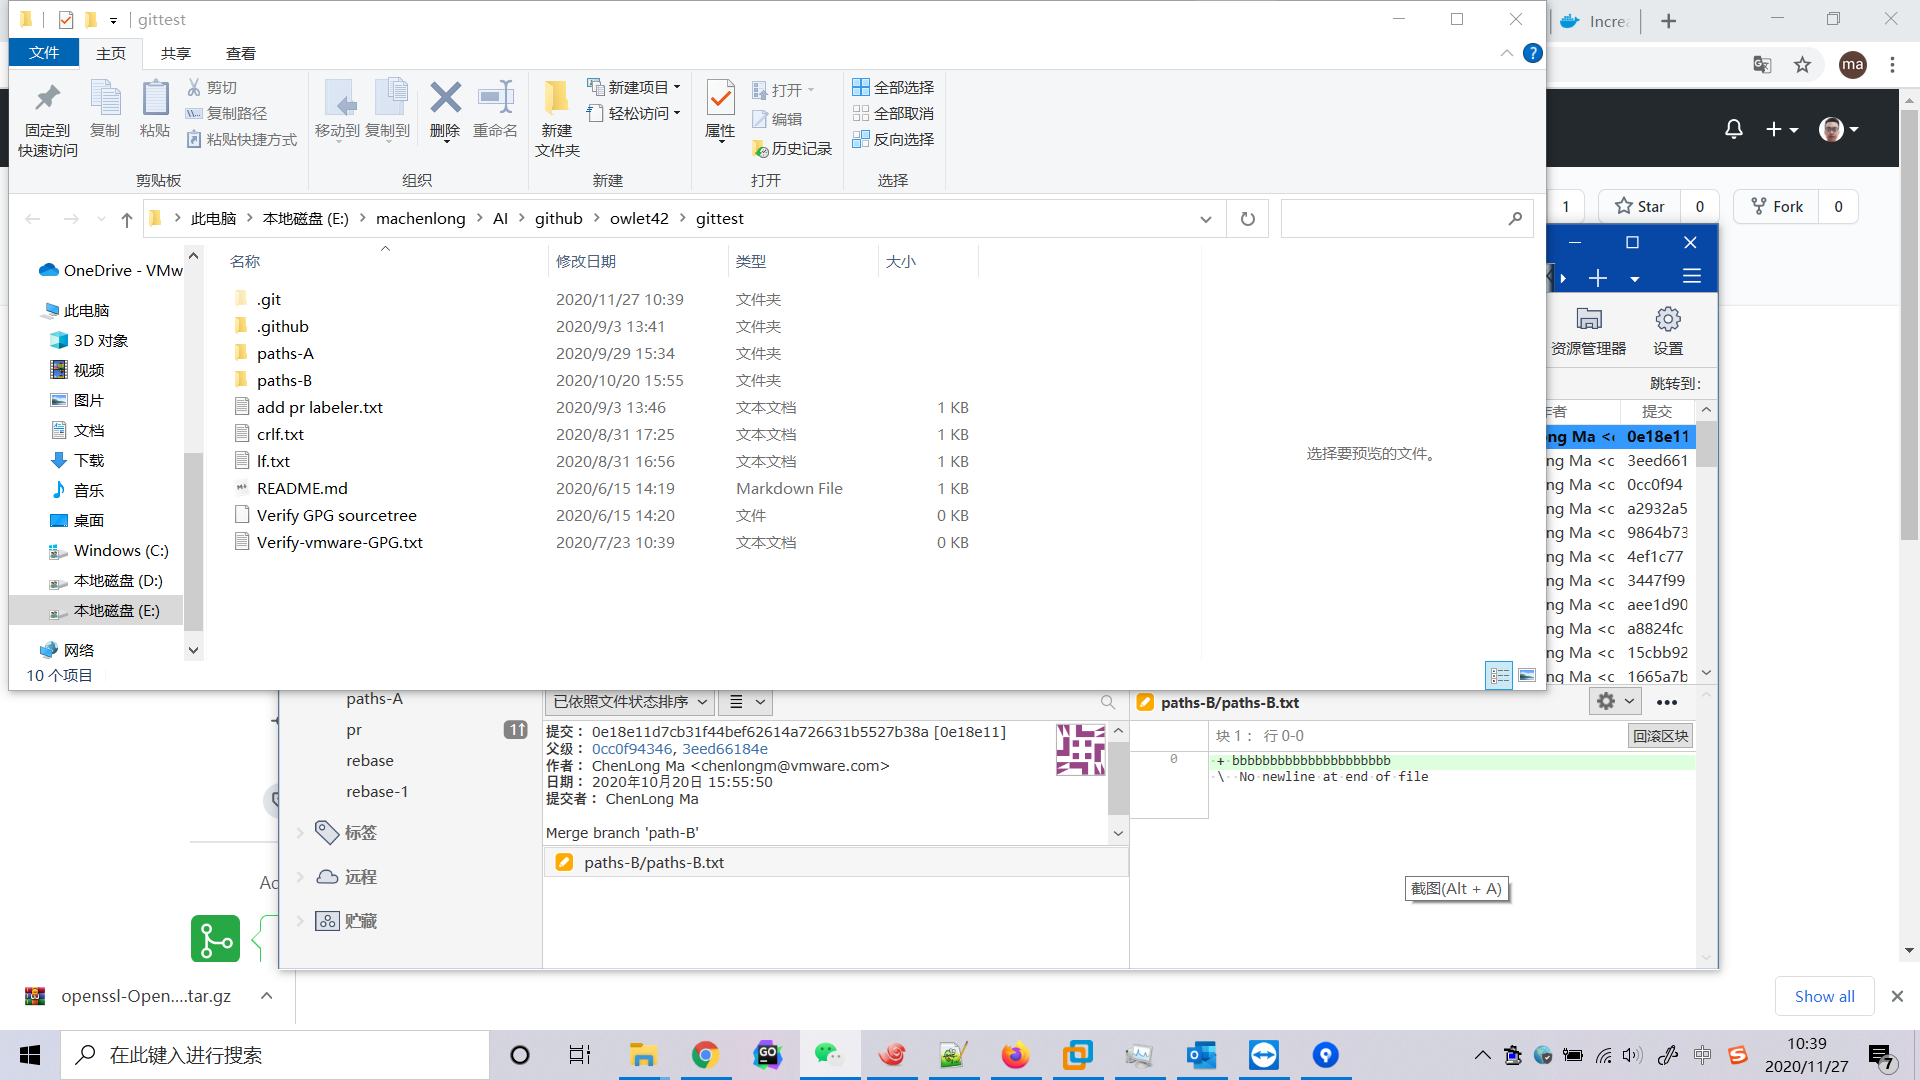 gittest
文件
主页
共享
查看
固定到
快速访问
复制
粘贴
剪切
复制路径
粘贴快捷方式
移动到
复制到
删除
重命名
新建
文件夹
新建项目
轻松访问
属性
打开
编辑
历史记录
全部选择
全部取消
反向选择
剪贴板
组织
新建
打开
选择
此电脑
本地磁盘 (E:)
machenlong
AI
github
owlet42
gittest
OneDrive - VMw
此电脑
3D 对象
视频
图片
文档
下载
音乐
桌面
Windows (C:)
本地磁盘 (D:)
本地磁盘 (E:)
网络
10 个项目
名称 修改日期 类型 大小
.git 2020/11/27 10:39 文件夹
.github 2020/9/3 13:41 文件夹
paths-A 2020/9/29 15:34 文件夹
paths-B 2020/10/20 15:55 文件夹
add pr labeler.txt 2020/9/3 13:46 文本文档 1 KB
crlf.txt 2020/8/31 17:25 文本文档 1 KB
lf.txt 2020/8/31 16:56 文本文档 1 KB
README.md 2020/6/15 14:19 Markdown File 1 KB
Verify GPG sourcetree 2020/6/15 14:20 文件 0 KB
Verify-vmware-GPG.txt 2020/7/23 10:39 文本文档 0 KB
选择要预览的文件。
Increa
ma
1
Star 0
Fork 0
资源管理器
设置
跳转到:
作者 提交
ng Ma <c 0e18e11
ng Ma <c 3eed661
ng Ma <c 0cc0f94
ng Ma <c a2932a5
ng Ma <c 9864b73
ng Ma <c 4ef1c77
ng Ma <c 3447f99
ng Ma <c aee1d90
ng Ma <c a8824fc
ng Ma <c 15cbb92
ng Ma <c 1665a7b
paths-A
pr 1↑
rebase
rebase-1
标签
远程
贮藏
已依照文件状态排序
提交： 0e18e11d7cb31f44bef62614a726631b5527b38a [0e18e11]
父级： 0cc0f94346, 3eed66184e
作者： ChenLong Ma <chenlongm@vmware.com>
日期： 2020年10月20日 15:55:50
提交者： ChenLong Ma
Merge branch 'path-B'
paths-B/paths-B.txt
paths-B/paths-B.txt
块 1： 行 0-0
回滚区块
0 + bbbbbbbbbbbbbbbbbbbbb
\ No newline at end of file
截图(Alt + A)
Ac
openssl-Open....tar.gz
Show all
在此键入进行搜索
GO
中
10:39
2020/11/27
7